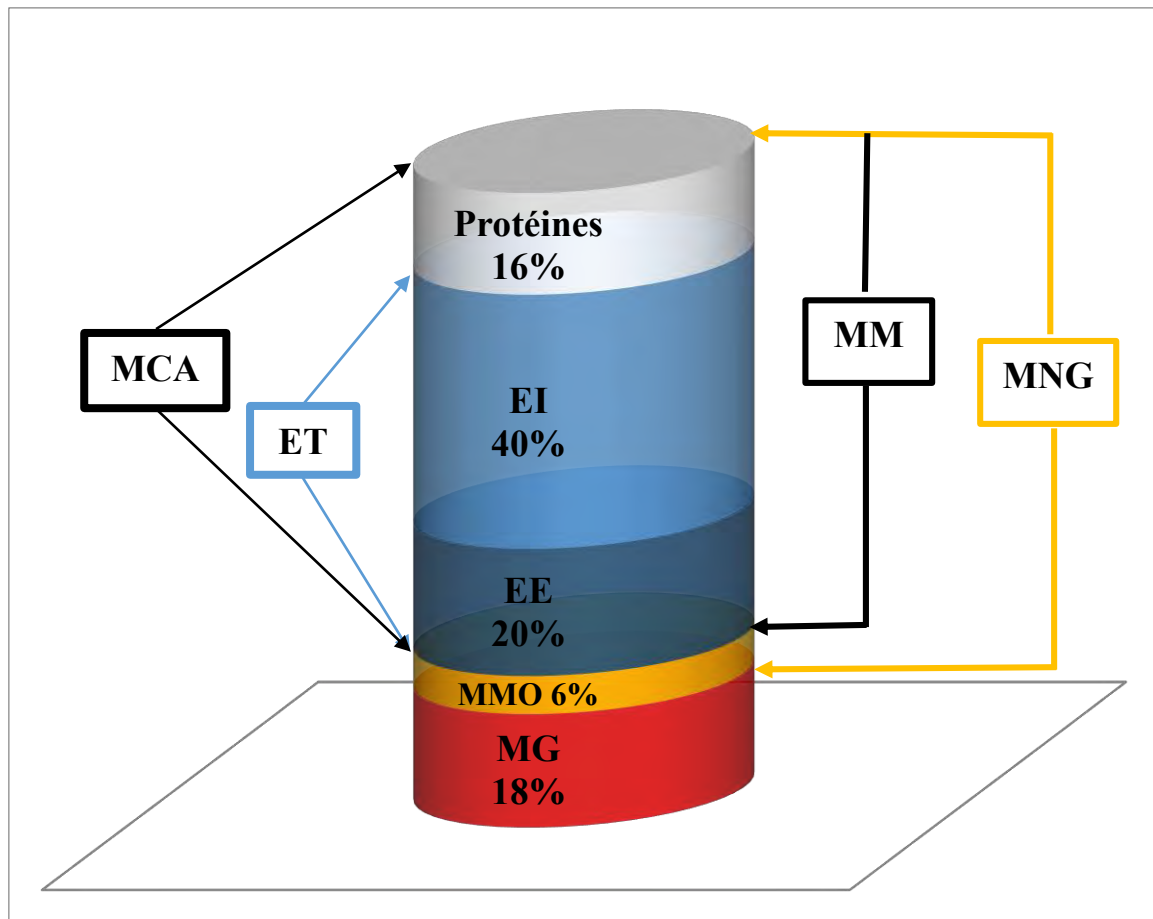 Protéines
16%
MM
MCA
MNG
EI
40%
ET
EE
20%
MMO 6%
MG
18%